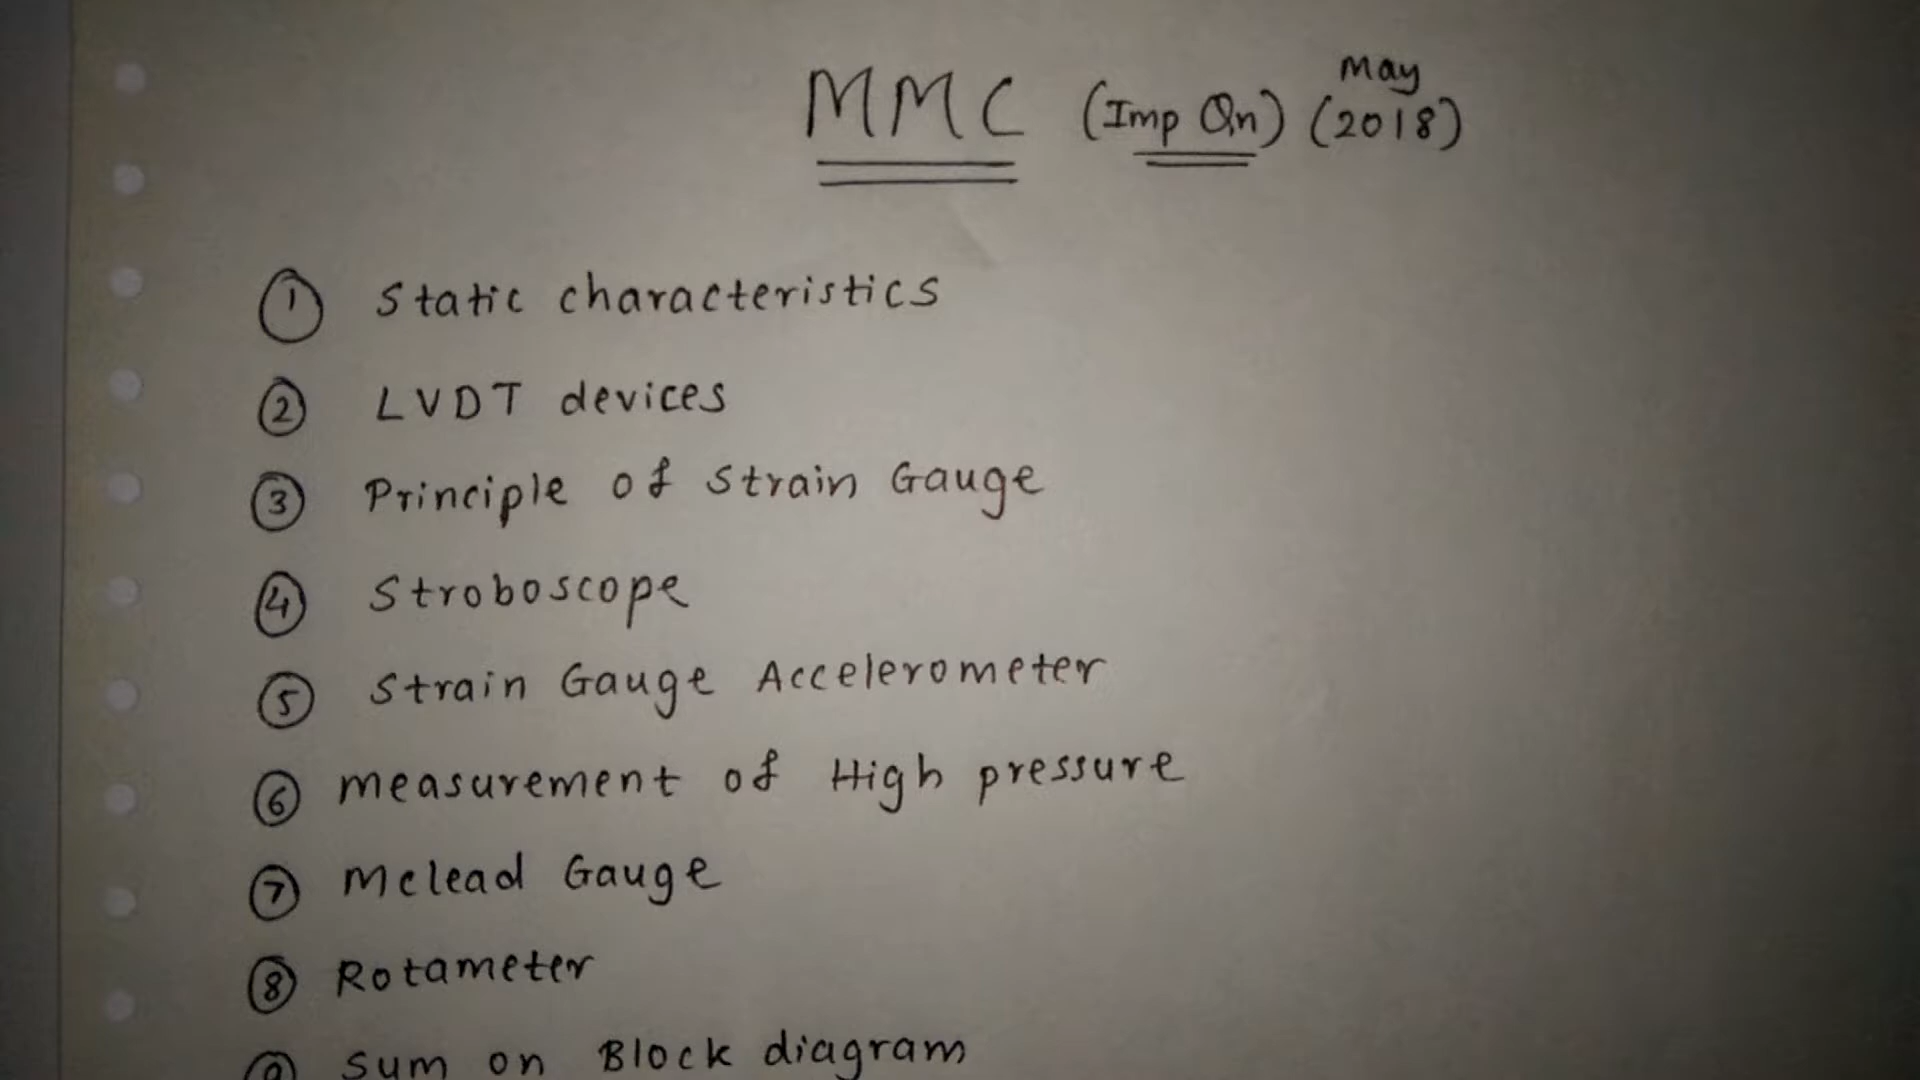 MMC (Imp Qn) (May 2018)
① Static characteristics
② LVDT devices
③ Principle of Strain Gauge
④ Stroboscope
⑤ Strain Gauge Accelerometer
⑥ measurement of High pressure
⑦ Mclead Gauge
⑧ Rotameter
⑨ Sum on Block diagram